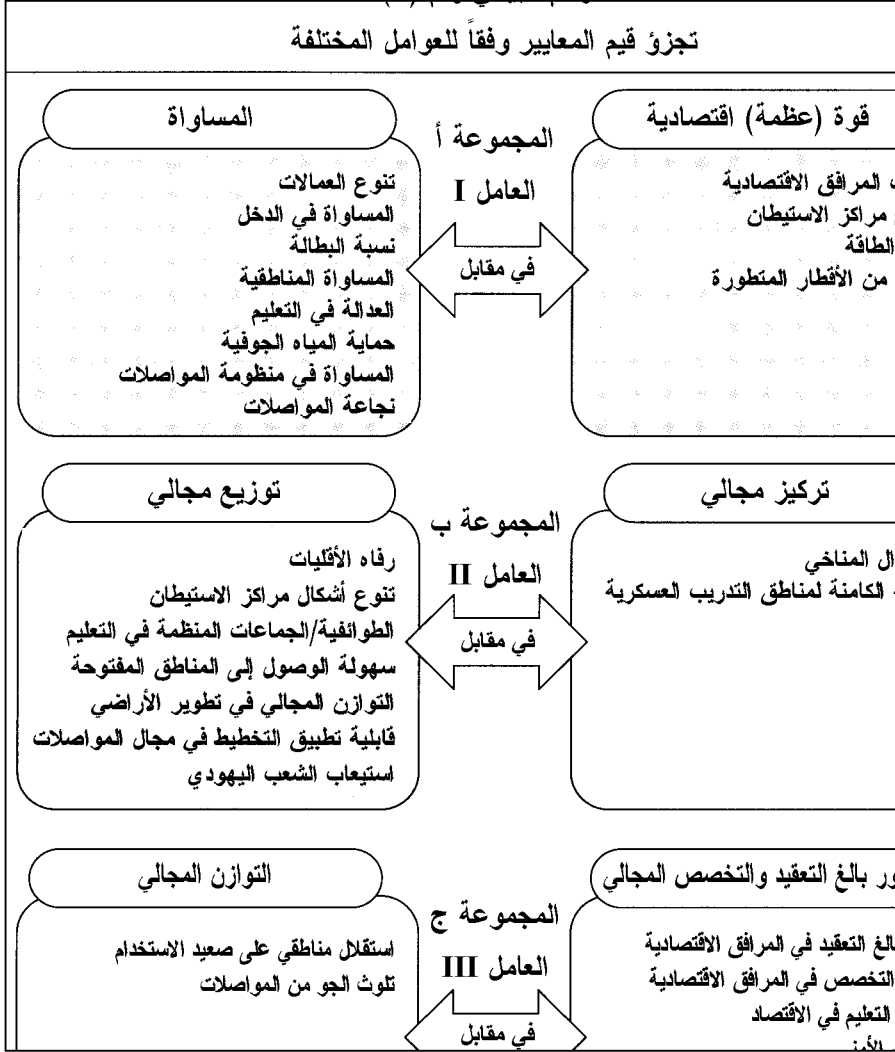 تجزؤ قيم المعايير وفقاً للعوامل المختلفة
قوة (عظمة) اقتصادية
المرافق الاقتصادية
مراكز الاستيطان
الطاقة
من الأقطار المتطورة
المجموعة أ
العامل I
في مقابل
المساواة
تنوع العمالات
المساواة في الدخل
نسبة البطالة
المساواة المناطقية
العدالة في التعليم
حماية المياه الجوفية
المساواة في منظومة المواصلات
نجاعة المواصلات
تركيز مجالي
المناخي
الكامنة لمناطق التدريب العسكرية
المجموعة ب
العامل II
في مقابل
توزيع مجالي
رفاه الأقليات
تنوع أشكال مراكز الاستيطان
الطوائفية/الجماعات المنظمة في التعليم
سهولة الوصول إلى المناطق المفتوحة
التوازن المجالي في تطوير الأراضي
قابلية تطبيق التخطيط في مجال المواصلات
استيعاب الشعب اليهودي
بالغ التعقيد والتخصص المجالي
التعقيد في المرافق الاقتصادية
التخصص في المرافق الاقتصادية
التعليم في الاقتصاد
المجموعة ج
العامل III
في مقابل
التوازن المجالي
استقلال مناطقي على صعيد الاستخدام
تلوث الجو من المواصلات